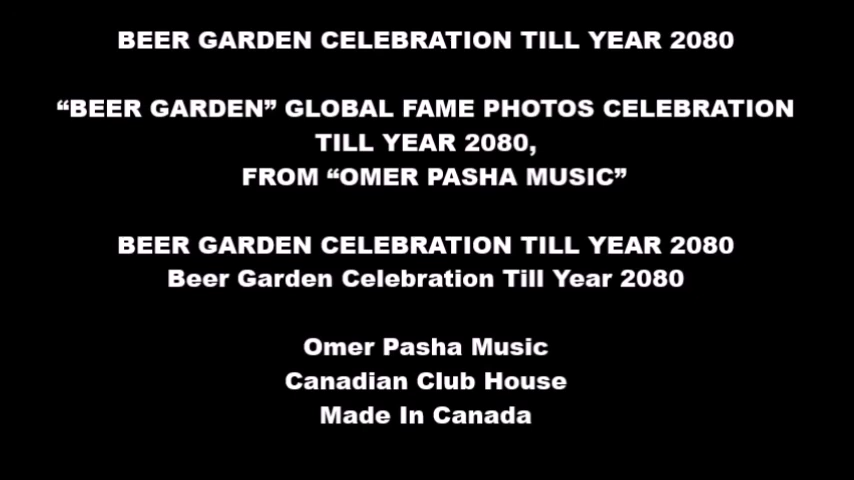 BEER GARDEN CELEBRATION TILL YEAR 2080
“BEER GARDEN” GLOBAL FAME PHOTOS CELEBRATION
TILL YEAR 2080,
FROM “OMER PASHA MUSIC”
BEER GARDEN CELEBRATION TILL YEAR 2080
Beer Garden Celebration Till Year 2080
Omer Pasha Music
Canadian Club House
Made In Canada